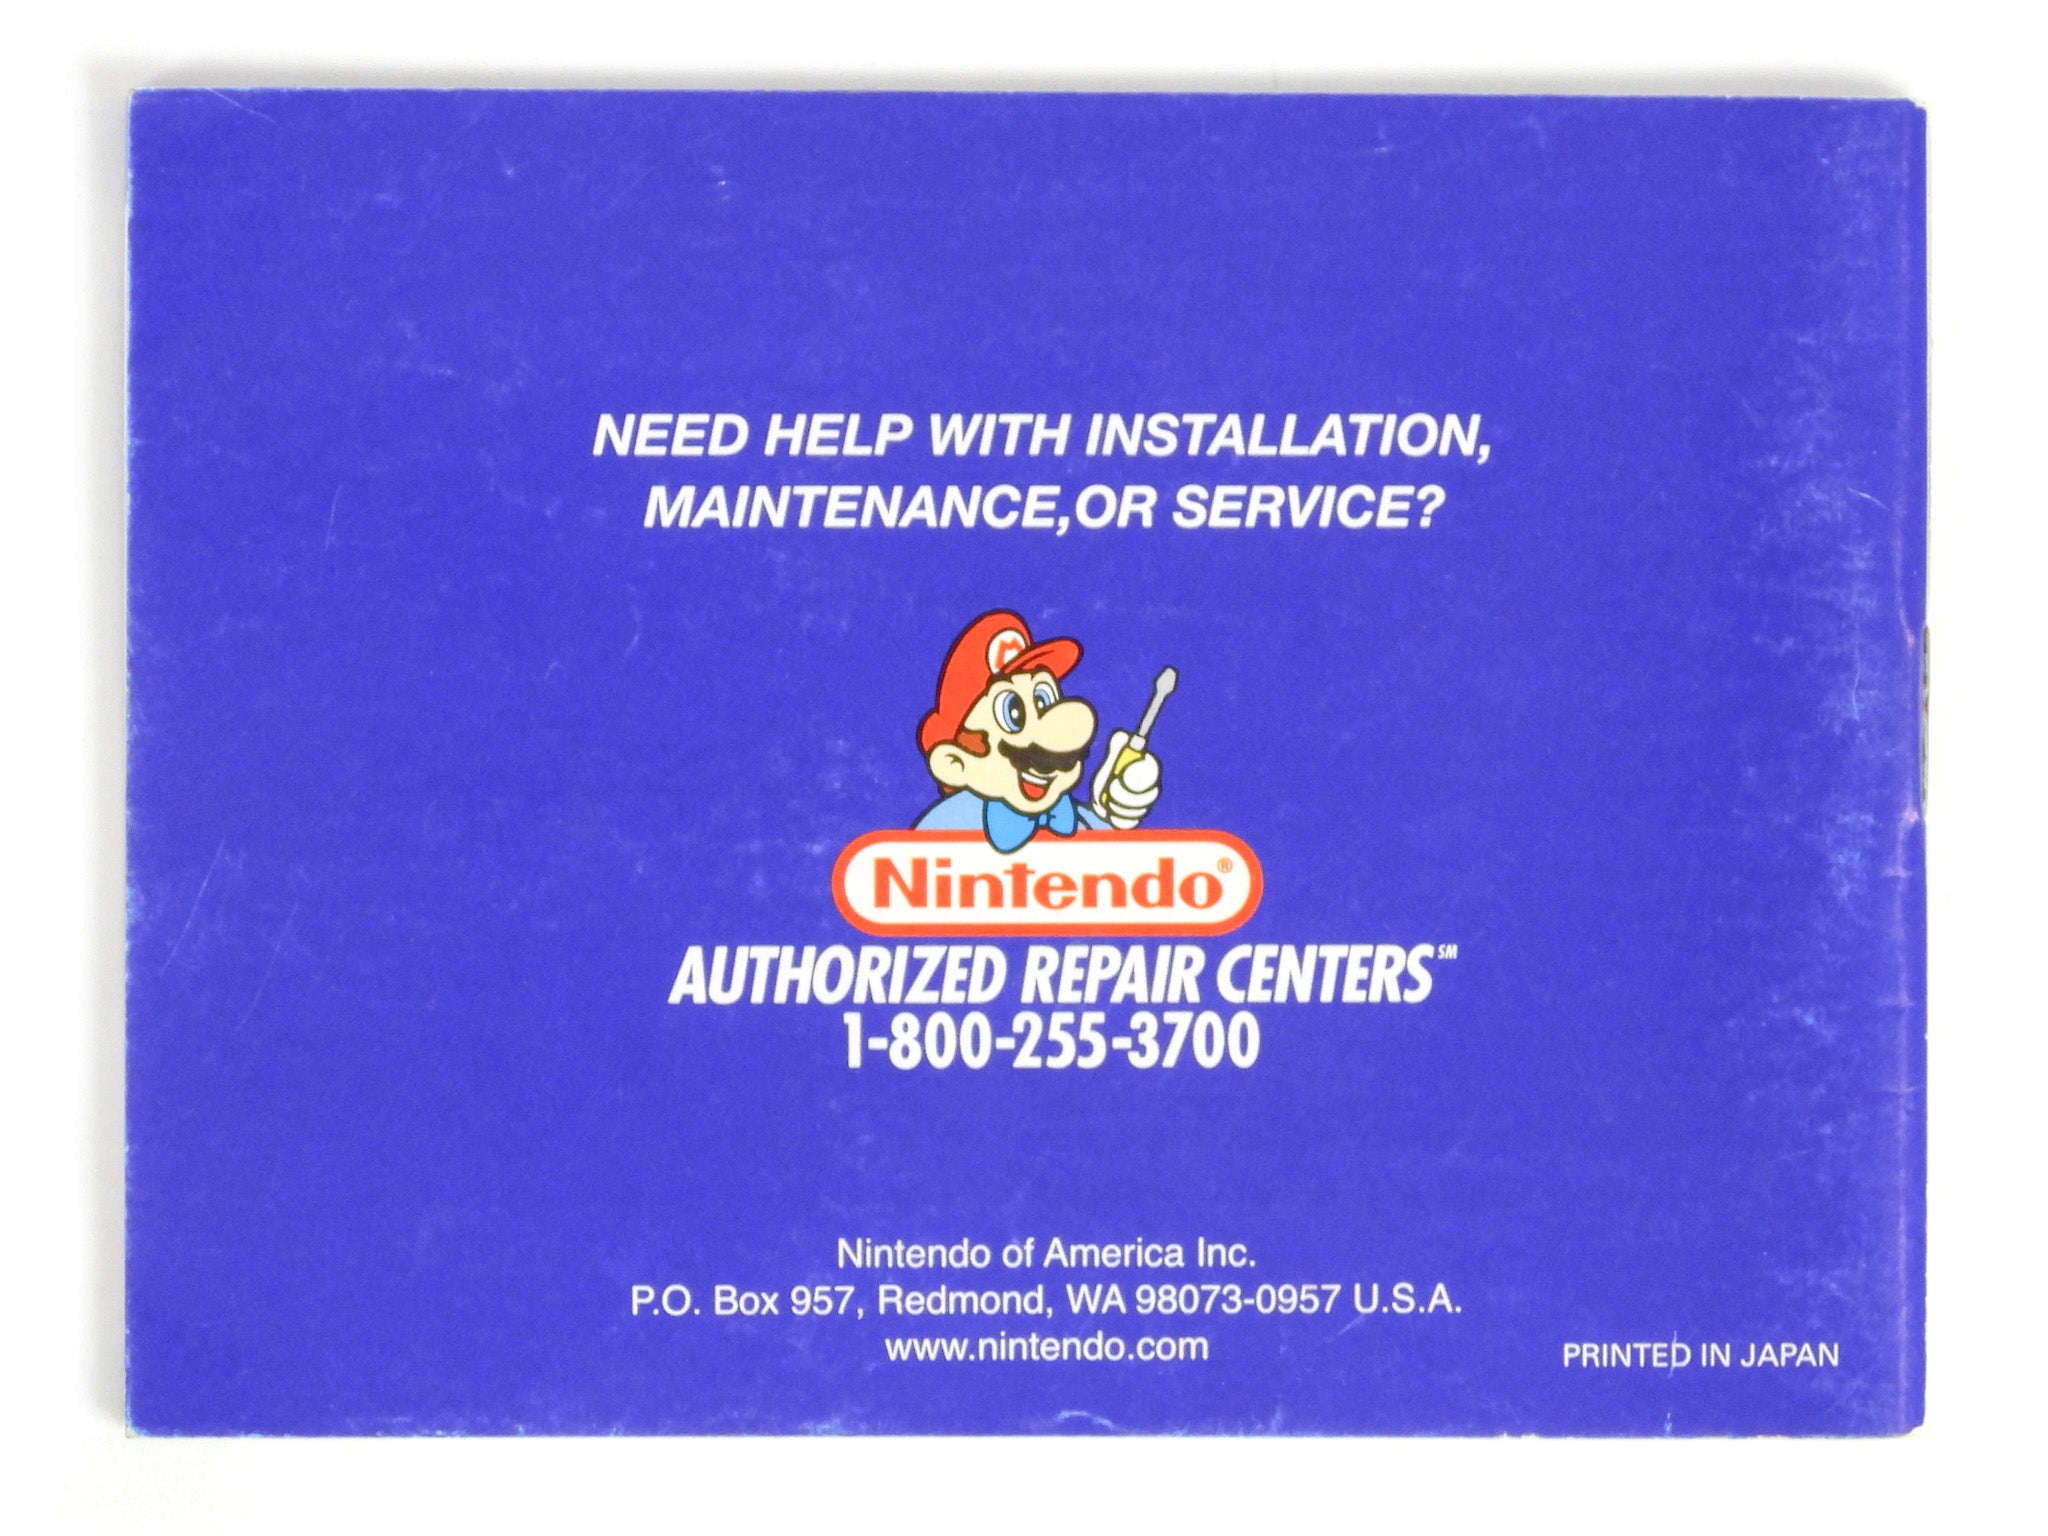 NEED HELP WITH INSTALLATION,
MAINTENANCE,OR SERVICE?
M
Nintendo®
AUTHORIZED REPAIR CENTERS℠
1-800-255-3700
Nintendo of America Inc.
P.O. Box 957, Redmond, WA 98073-0957 U.S.A.
www.nintendo.com
PRINTED IN JAPAN